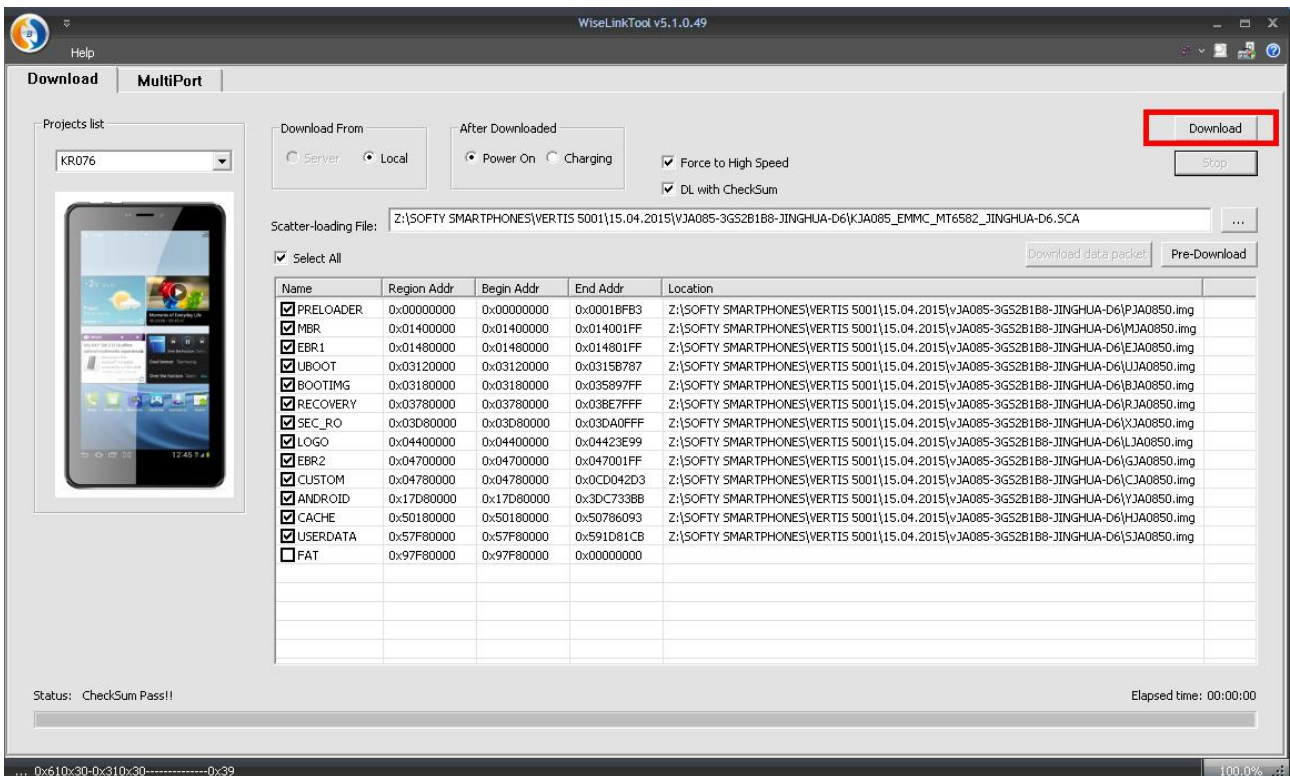 WiseLinkTool v5.1.0.49
Help
Download MultiPort
Projects list
KR076
Download From
Server Local
After Downloaded
Power On Charging
Force to High Speed
DL with CheckSum
Download
Stop
Scatter-loading File: Z:\SOFTY SMARTPHONES\VERTIS 5001\15.04.2015\VJA085-3GS2B1B8-JINGHUA-D6\KJA085_EMMC_MT6582_JINGHUA-D6.SCA ...
Select All
Download data packet Pre-Download
Name Region Addr Begin Addr End Addr Location
PRELOADER 0x00000000 0x00000000 0x0001BFB3 Z:\SOFTY SMARTPHONES\VERTIS 5001\15.04.2015\vJA085-3GS2B1B8-JINGHUA-D6\PJA0850.img
MBR 0x01400000 0x01400000 0x014001FF Z:\SOFTY SMARTPHONES\VERTIS 5001\15.04.2015\vJA085-3GS2B1B8-JINGHUA-D6\MJA0850.img
EBR1 0x01480000 0x01480000 0x014801FF Z:\SOFTY SMARTPHONES\VERTIS 5001\15.04.2015\vJA085-3GS2B1B8-JINGHUA-D6\EJA0850.img
UBOOT 0x03120000 0x03120000 0x0315B787 Z:\SOFTY SMARTPHONES\VERTIS 5001\15.04.2015\vJA085-3GS2B1B8-JINGHUA-D6\UJA0850.img
BOOTIMG 0x03180000 0x03180000 0x035897FF Z:\SOFTY SMARTPHONES\VERTIS 5001\15.04.2015\vJA085-3GS2B1B8-JINGHUA-D6\BJA0850.img
RECOVERY 0x03780000 0x03780000 0x03BE7FFF Z:\SOFTY SMARTPHONES\VERTIS 5001\15.04.2015\vJA085-3GS2B1B8-JINGHUA-D6\RJA0850.img
SEC_RO 0x03D80000 0x03D80000 0x03DA0FFF Z:\SOFTY SMARTPHONES\VERTIS 5001\15.04.2015\vJA085-3GS2B1B8-JINGHUA-D6\XJA0850.img
LOGO 0x04400000 0x04400000 0x04423E99 Z:\SOFTY SMARTPHONES\VERTIS 5001\15.04.2015\vJA085-3GS2B1B8-JINGHUA-D6\LJA0850.img
EBR2 0x04700000 0x04700000 0x047001FF Z:\SOFTY SMARTPHONES\VERTIS 5001\15.04.2015\vJA085-3GS2B1B8-JINGHUA-D6\GJA0850.img
CUSTOM 0x04780000 0x04780000 0x0CD042D3 Z:\SOFTY SMARTPHONES\VERTIS 5001\15.04.2015\vJA085-3GS2B1B8-JINGHUA-D6\CJA0850.img
ANDROID 0x17D80000 0x17D80000 0x3DC733BB Z:\SOFTY SMARTPHONES\VERTIS 5001\15.04.2015\vJA085-3GS2B1B8-JINGHUA-D6\YJA0850.img
CACHE 0x50180000 0x50180000 0x50786093 Z:\SOFTY SMARTPHONES\VERTIS 5001\15.04.2015\vJA085-3GS2B1B8-JINGHUA-D6\HJA0850.img
USERDATA 0x57F80000 0x57F80000 0x591D81CB Z:\SOFTY SMARTPHONES\VERTIS 5001\15.04.2015\vJA085-3GS2B1B8-JINGHUA-D6\SJA0850.img
FAT 0x97F80000 0x97F80000 0x00000000
12:45
Status: CheckSum Pass!!
Elapsed time: 00:00:00
... 0x610x30-0x310x30--------------0x39
100.0%